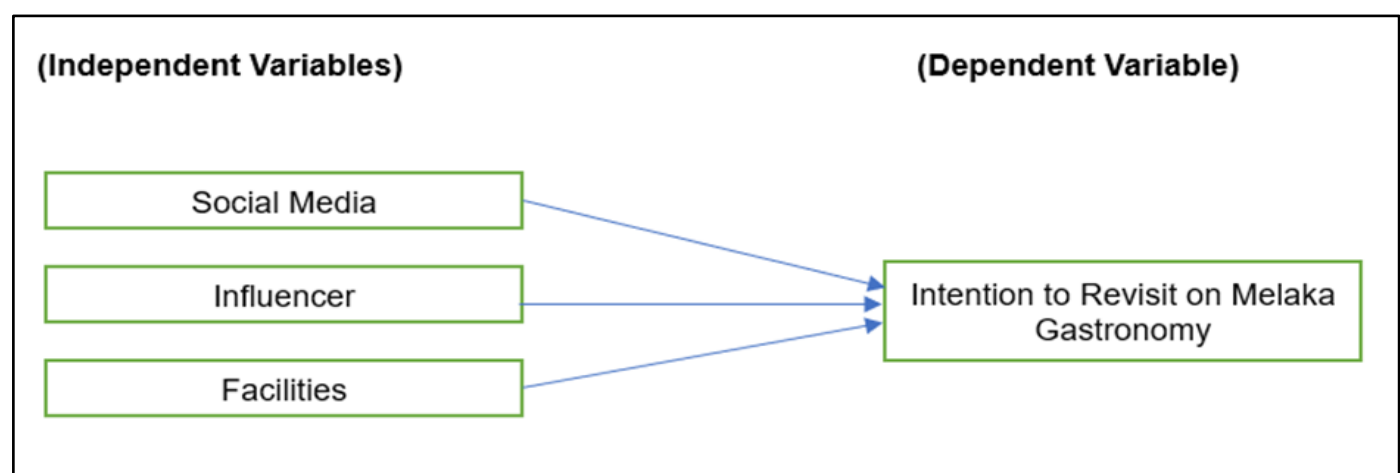 (Independent Variables)
(Dependent Variable)
Social Media
Influencer
Facilities
Intention to Revisit on Melaka
Gastronomy